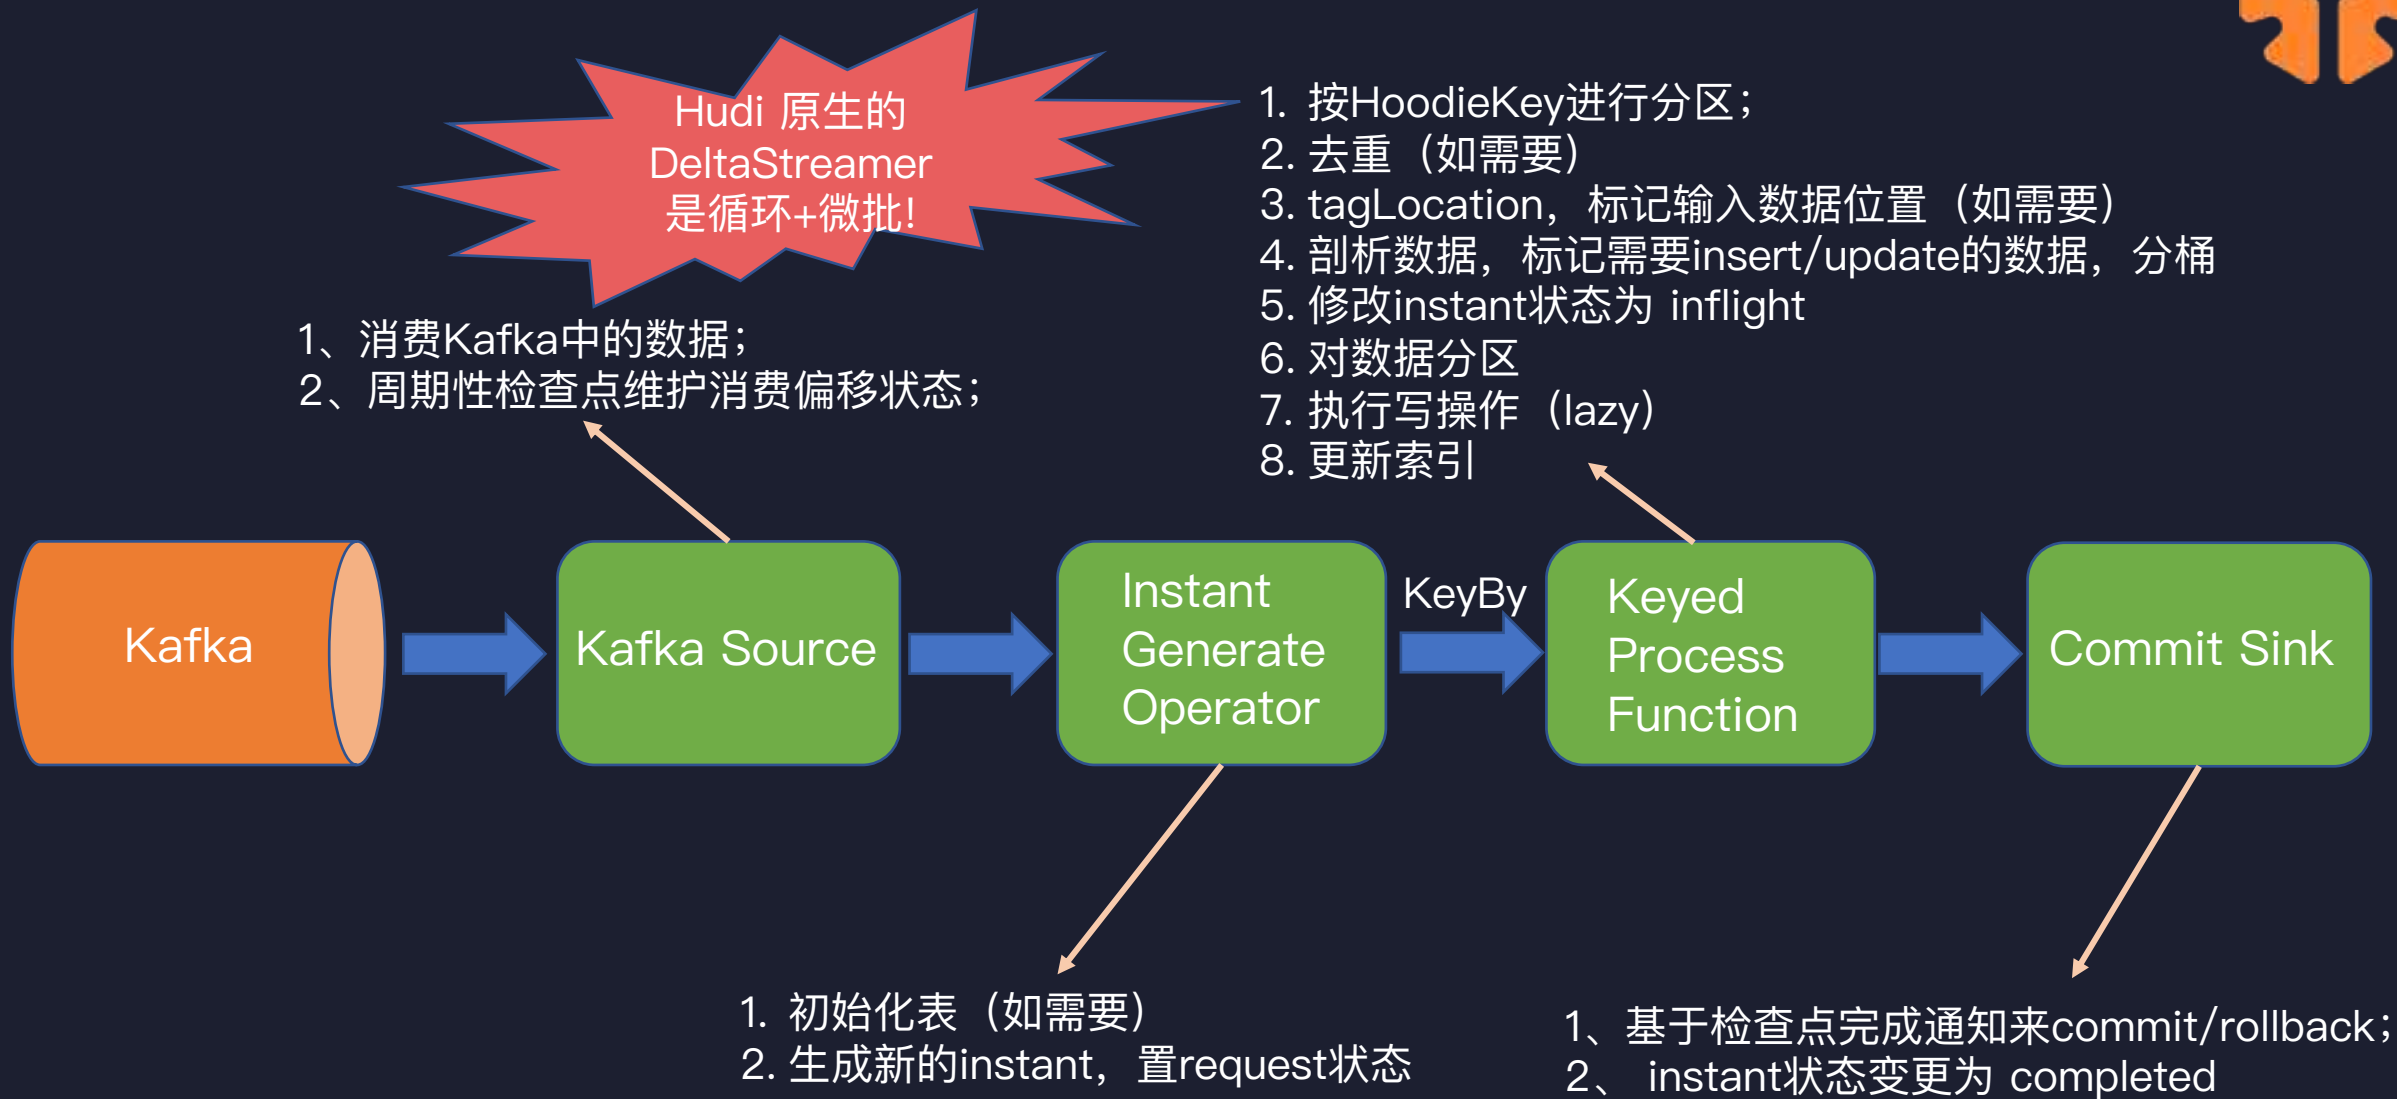 Hudi 原生的
DeltaStreamer
是循环+微批!
1、消费Kafka中的数据；
2、周期性检查点维护消费偏移状态；
1. 按HoodieKey进行分区；
2. 去重（如需要）
3. tagLocation，标记输入数据位置（如需要）
4. 剖析数据，标记需要insert/update的数据，分桶
5. 修改instant状态为 inflight
6. 对数据分区
7. 执行写操作（lazy）
8. 更新索引
Kafka
Kafka Source
Instant
Generate
Operator
KeyBy
Keyed
Process
Function
Commit Sink
1. 初始化表（如需要）
2. 生成新的instant，置request状态
1、基于检查点完成通知来commit/rollback；
2、 instant状态变更为 completed